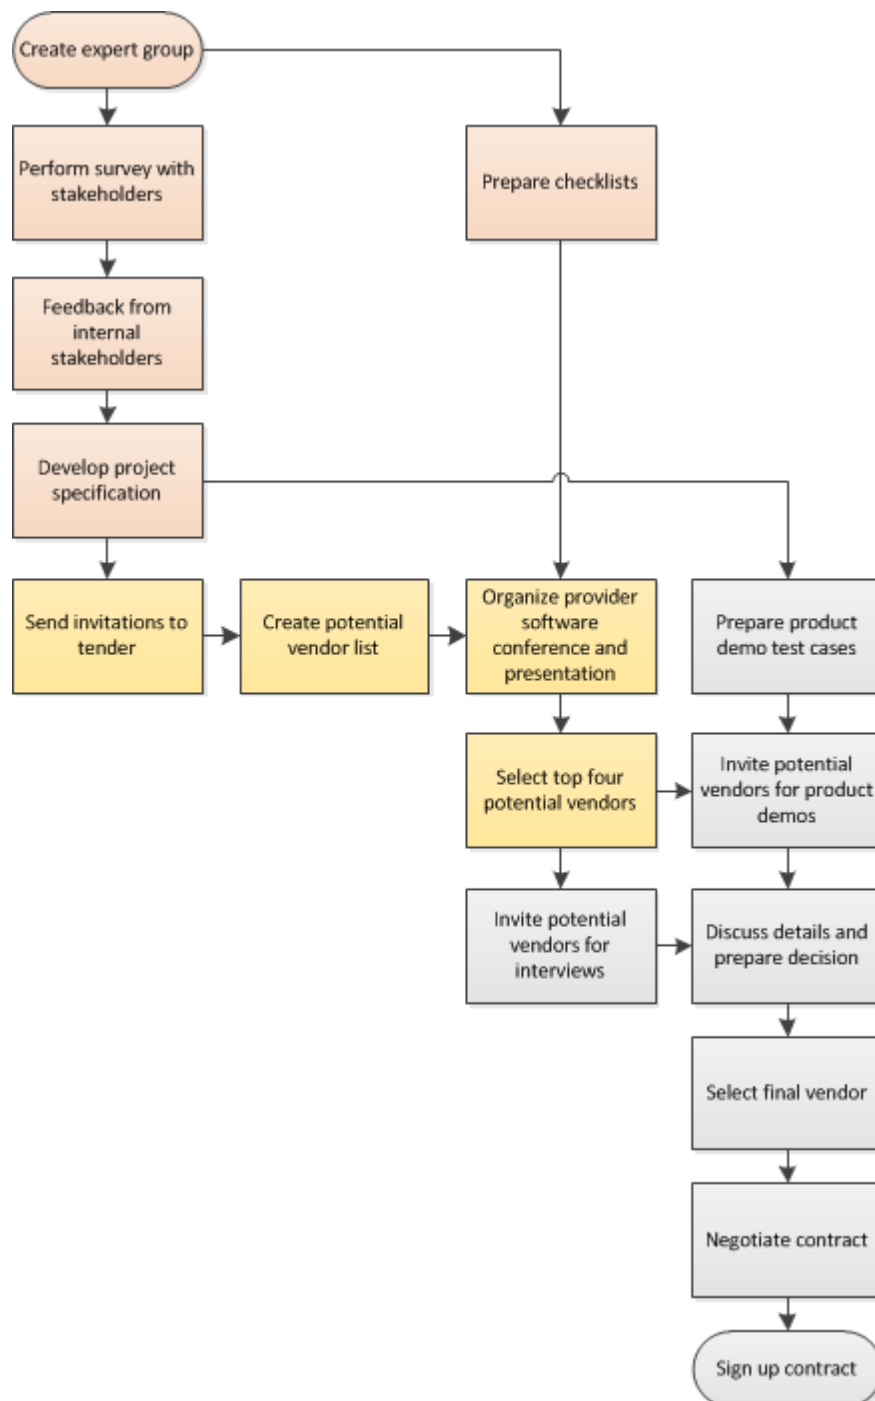 Create expert group
Perform survey with
stakeholders
Prepare checklists
Feedback from
internal
stakeholders
Develop project
specification
Send invitations to
tender
Create potential
vendor list
Organize provider
software
conference and
presentation
Prepare product
demo test cases
Select top four
potential vendors
Invite potential
vendors for product
demos
Invite potential
vendors for
interviews
Discuss details and
prepare decision
Select final vendor
Negotiate contract
Sign up contract